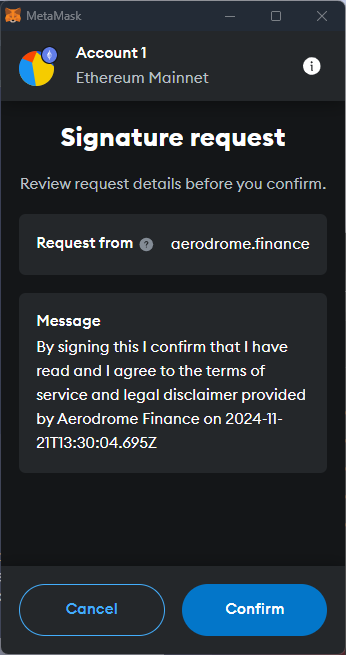 MetaMask
Account 1
Ethereum Mainnet
Signature request
Review request details before you confirm.
Request from ? aerodrome.finance
Message
By signing this I confirm that I have
read and I agree to the terms of
service and legal disclaimer provided
by Aerodrome Finance on 2024-11-
21T13:30:04.695Z
Cancel Confirm